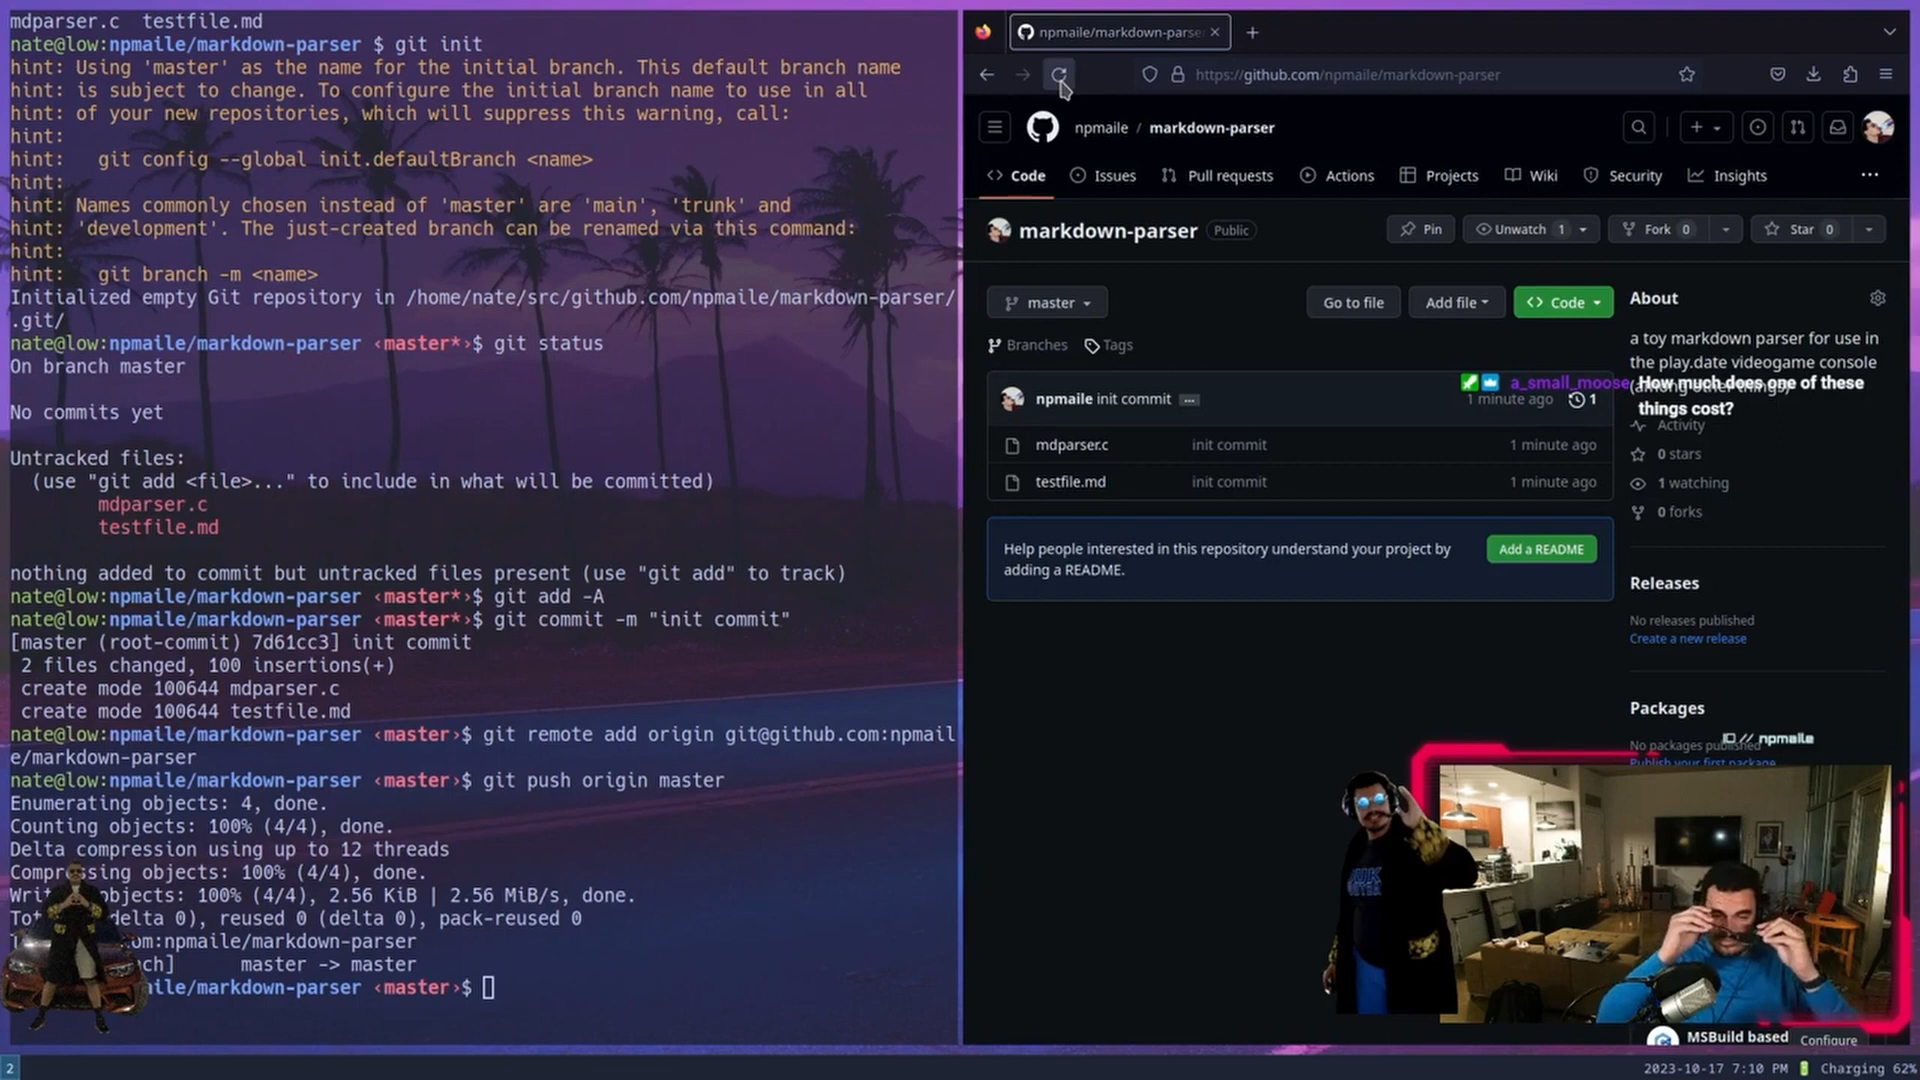 mdparser.c  testfile.md
nate@low:npmaile/markdown-parser $ git init
hint: Using 'master' as the name for the initial branch. This default branch name
hint: is subject to change. To configure the initial branch name to use in all
hint: of your new repositories, which will suppress this warning, call:
hint:
hint:   git config --global init.defaultBranch <name>
hint:
hint: Names commonly chosen instead of 'master' are 'main', 'trunk' and
hint: 'development'. The just-created branch can be renamed via this command:
hint:
hint:   git branch -m <name>
Initialized empty Git repository in /home/nate/src/github.com/npmaile/markdown-parser/
.git/
nate@low:npmaile/markdown-parser ‹master*›$ git status
On branch master
No commits yet
Untracked files:
  (use "git add <file>..." to include in what will be committed)
        mdparser.c
        testfile.md
nothing added to commit but untracked files present (use "git add" to track)
nate@low:npmaile/markdown-parser ‹master*›$ git add -A
nate@low:npmaile/markdown-parser ‹master*›$ git commit -m "init commit"
[master (root-commit) 7d61cc3] init commit
 2 files changed, 100 insertions(+)
 create mode 100644 mdparser.c
 create mode 100644 testfile.md
nate@low:npmaile/markdown-parser ‹master›$ git remote add origin git@github.com:npmail
e/markdown-parser
nate@low:npmaile/markdown-parser ‹master›$ git push origin master
Enumerating objects: 4, done.
Counting objects: 100% (4/4), done.
Delta compression using up to 12 threads
Compressing objects: 100% (4/4), done.
objects: 100% (4/4), 2.56 KiB | 2.56 MiB/s, done.
(delta 0), reused 0 (delta 0), pack-reused 0
:npmaile/markdown-parser
master -> master
/markdown-parser ‹master›$
2
npmaile/markdown-parse
https://github.com/npmaile/markdown-parser
npmaile / markdown-parser
Code Issues Pull requests Actions Projects Wiki Security Insights
markdown-parser Public Pin Unwatch 1 Fork 0 Star 0
master Go to file Add file Code
Branches Tags
npmaile init commit 1 minute ago 1
mdparser.c init commit 1 minute ago
testfile.md init commit 1 minute ago
Help people interested in this repository understand your project by
adding a README.
Add a README
About
a toy markdown parser for use in
the play.date videogame console
a_small_moose How much does one of these
things cost?
Activity
0 stars
1 watching
0 forks
Releases
No releases published
Create a new release
Packages
No packages published
Publish your first package
// npmaile
MSBuild based Configure
2023-10-17 7:10 PM Charging 62%